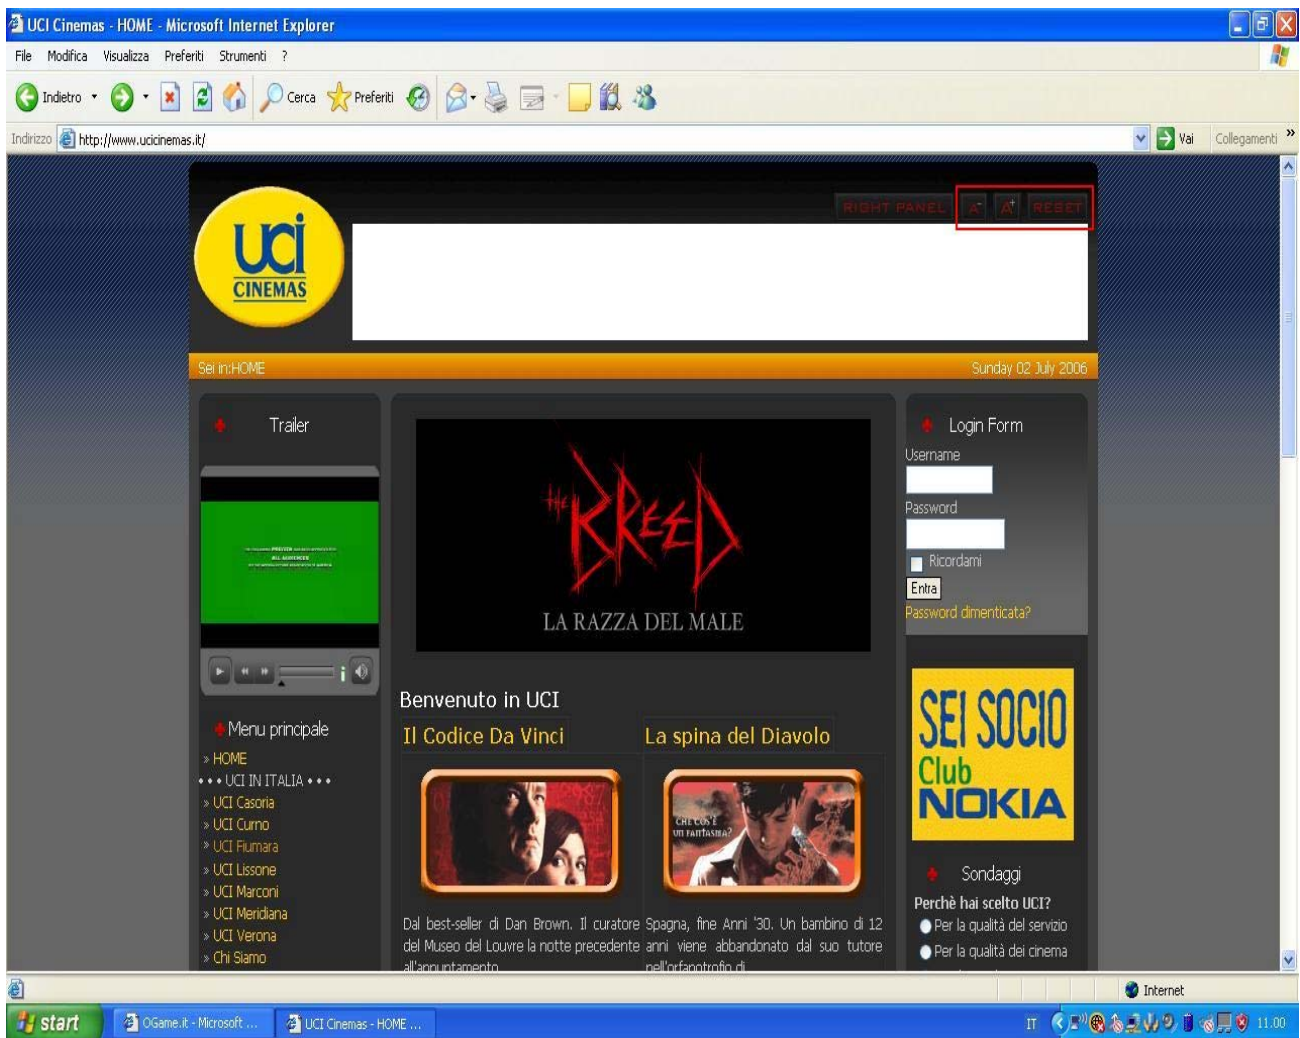 UCI Cinemas - HOME - Microsoft Internet Explorer
File Modifica Visualizza Preferiti Strumenti ?
Indietro Cerca Preferiti
Indirizzo http://www.ucicinemas.it/ Vai Collegamenti »
RIGHT PANEL A- A+ RESET
uci
CINEMAS
Sei in:HOME Sunday 02 July 2006
Trailer
PREVIEW
ALL AUDIENCES
Menu principale
» HOME
• • • UCI IN ITALIA • • •
» UCI Casoria
» UCI Curno
» UCI Fiumara
» UCI Lissone
» UCI Marconi
» UCI Meridiana
» UCI Verona
» Chi Siamo
THE BREED
LA RAZZA DEL MALE
Benvenuto in UCI
Il Codice Da Vinci
Dal best-seller di Dan Brown. Il curatore
del Museo del Louvre la notte precedente
all'appuntamento
La spina del Diavolo
CHE COS'È
UN FANTASMA?
Spagna, fine Anni '30. Un bambino di 12
anni viene abbandonato dal suo tutore
nell'orfanotrofio di
Login Form
Username
Password
Ricordami
Entra
Password dimenticata?
SEI SOCIO
Club
NOKIA
Sondaggi
Perchè hai scelto UCI?
Per la qualità del servizio
Per la qualità dei cinema
Internet
start OGame.it - Microsoft ... UCI Cinemas - HOME ... IT 11.00